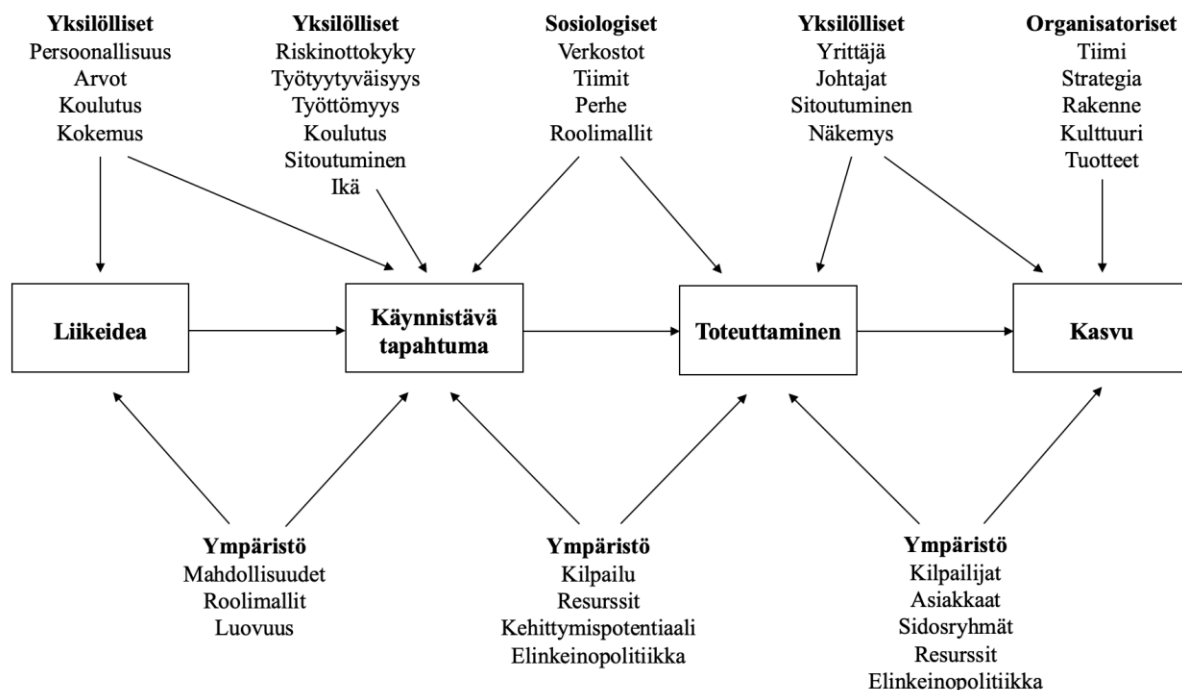 Yksilölliset
Persoonallisuus
Arvot
Koulutus
Kokemus
Yksilölliset
Riskinottokyky
Työtyytyväisyys
Työttömyys
Koulutus
Sitoutuminen
Ikä
Sosiologiset
Verkostot
Tiimit
Perhe
Roolimallit
Yksilölliset
Yrittäjä
Johtajat
Sitoutuminen
Näkemys
Organisatoriset
Tiimi
Strategia
Rakenne
Kulttuuri
Tuotteet
Liikeidea
Käynnistävä
tapahtuma
Toteuttaminen
Kasvu
Ympäristö
Mahdollisuudet
Roolimallit
Luovuus
Ympäristö
Kilpailu
Resurssit
Kehittymispotentiaali
Elinkeinopolitiikka
Ympäristö
Kilpailijat
Asiakkaat
Sidosryhmät
Resurssit
Elinkeinopolitiikka